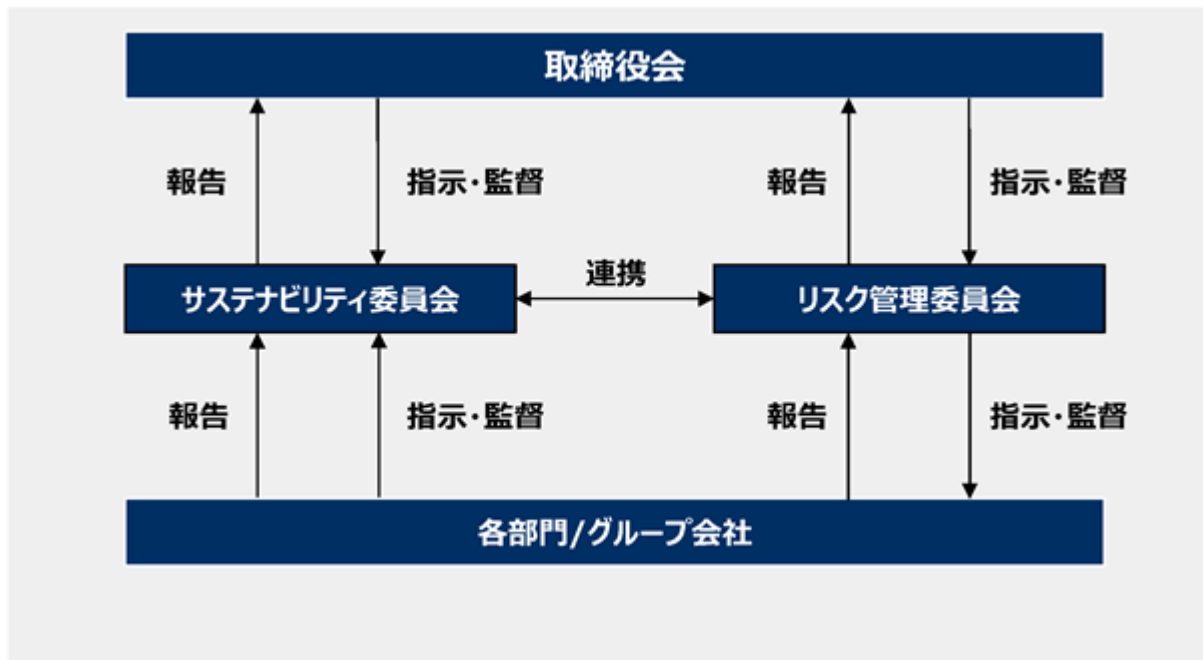 取締役会
報告
指示・監督
報告
指示・監督
サステナビリティ委員会
連携
リスク管理委員会
報告
指示・監督
報告
指示・監督
各部門/グループ会社